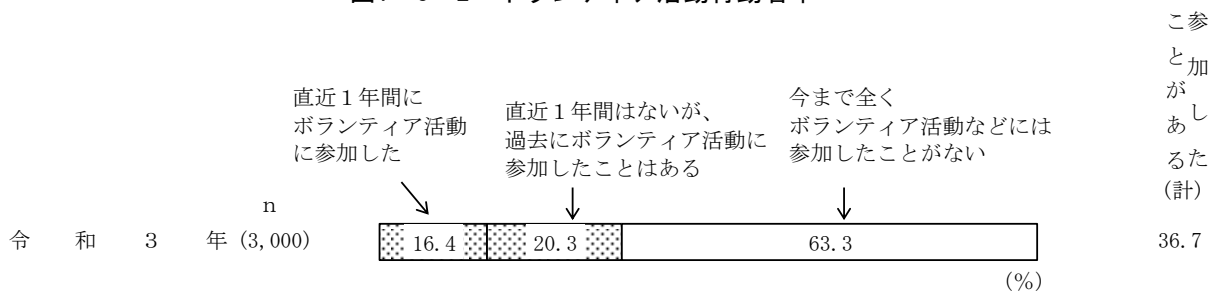 直近1年間に
ボランティア活動
に参加した
直近1年間はないが、
過去にボランティア活動に
参加したことはある
今まで全く
ボランティア活動などには
参加したことがない
参加した
ことがある
(計)
n
令和3年(3,000)
16.4
20.3
63.3
36.7
(%)